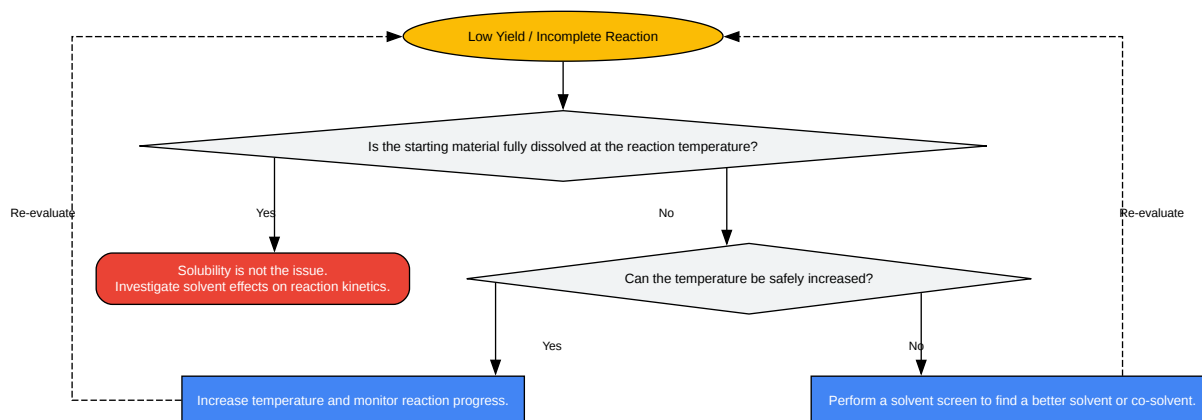 Low Yield / Incomplete Reaction
Is the starting material fully dissolved at the reaction temperature?
Re-evaluate
Yes
No
Re-evaluate
Solubility is not the issue.
Investigate solvent effects on reaction kinetics.
Can the temperature be safely increased?
Yes
No
Increase temperature and monitor reaction progress.
Perform a solvent screen to find a better solvent or co-solvent.